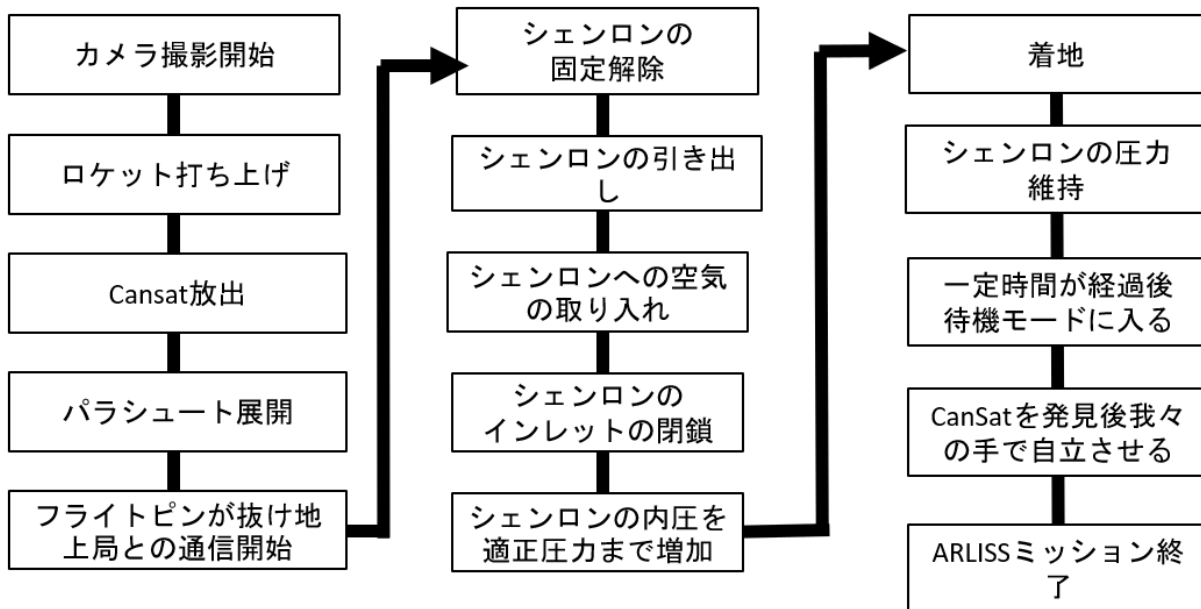 カメラ撮影開始
ロケット打ち上げ
Cansat放出
パラシュート展開
フライトピンが抜け地
上局との通信開始
シェンロンの
固定解除
シェンロンの引き出
し
シェンロンへの空気
の取り入れ
シェンロンの
インレットの閉鎖
シェンロンの内圧を
適正圧力まで増加
着地
シェンロンの圧力
維持
一定時間が経過後
待機モードに入る
CanSatを発見後我々
の手で自立させる
ARLISSミッション終
了